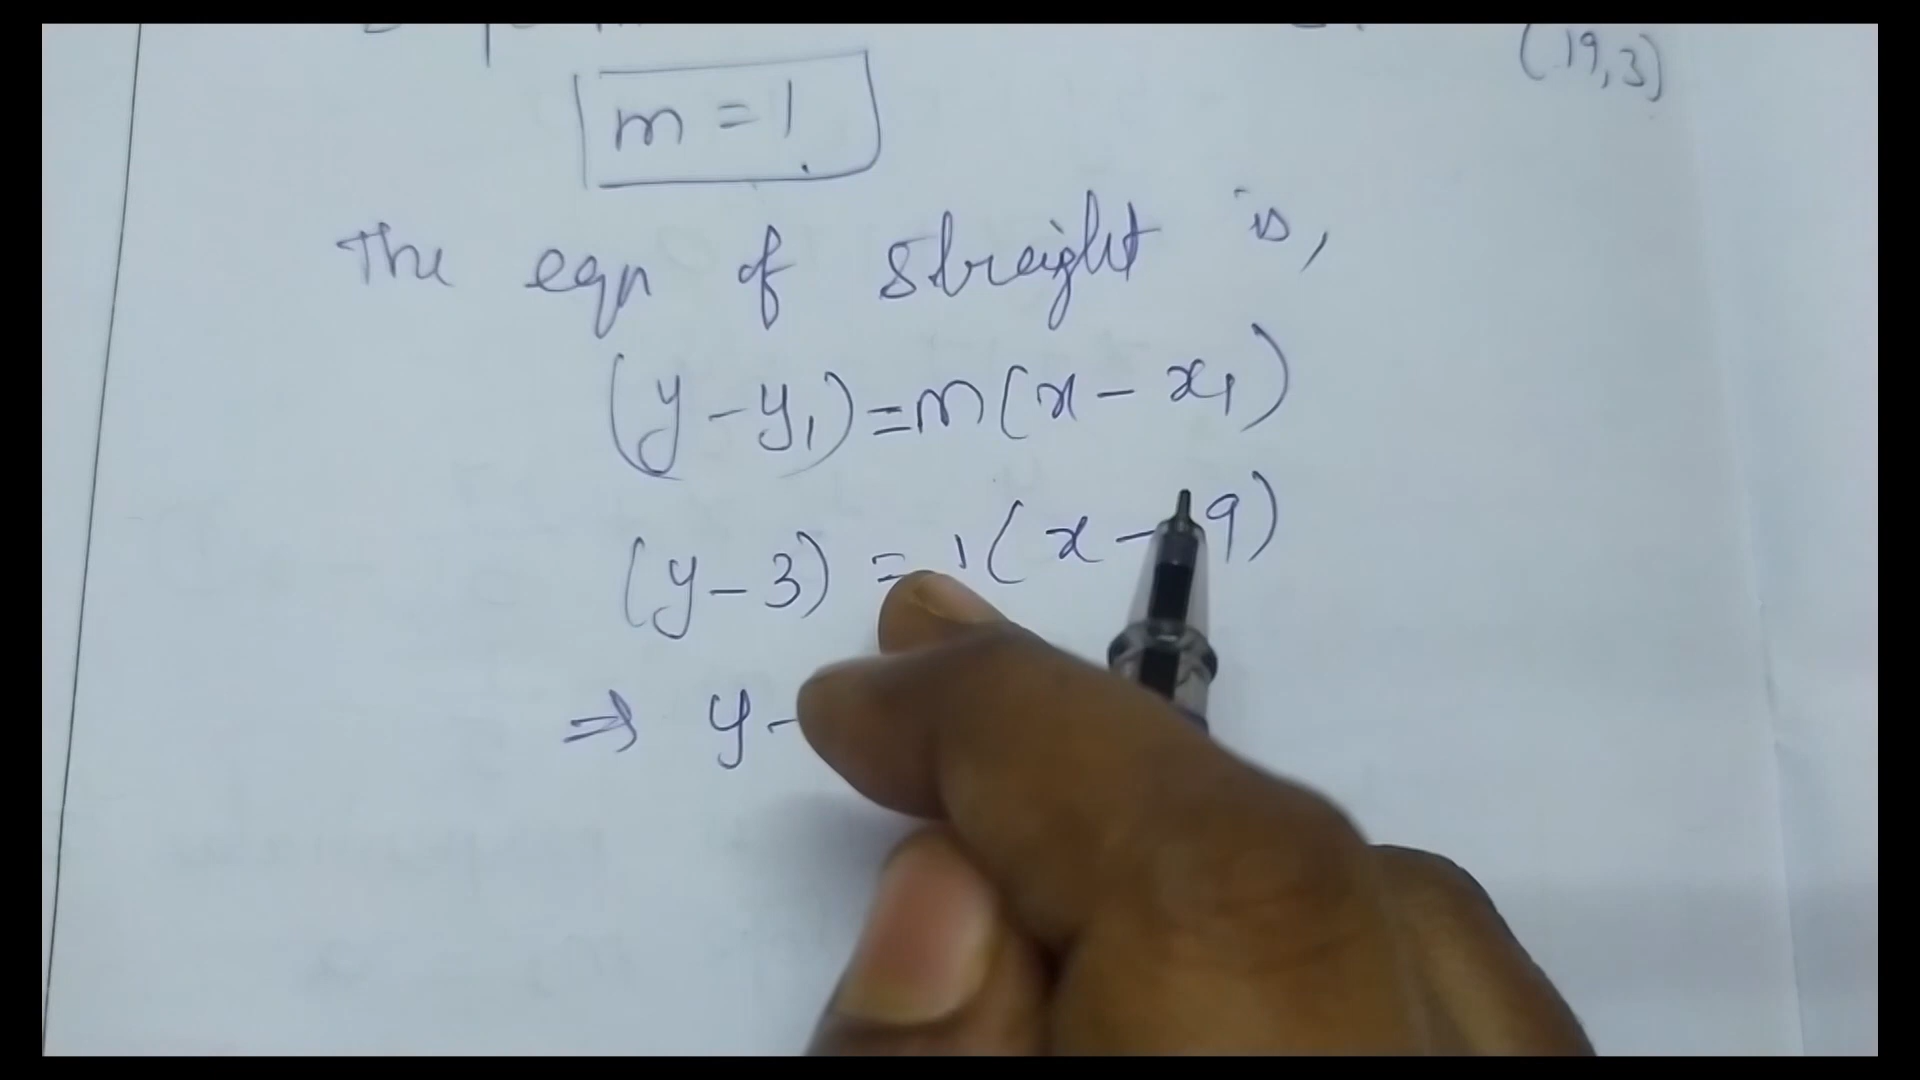 (19,3)
m = 1
The eqn of straight is,
(y-y₁)=m(x-x₁)
(y-3) = 1(x-19)
⇒ y-